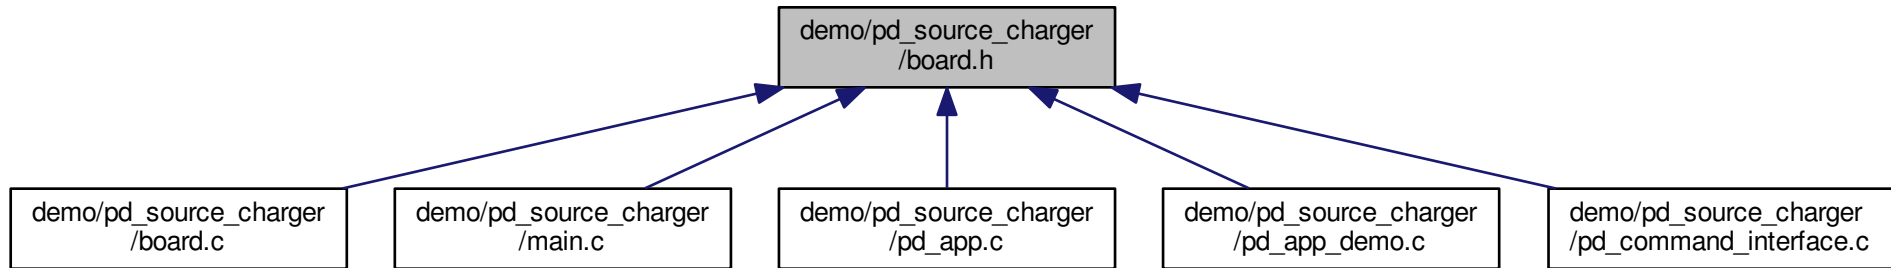 demo/pd_source_charger
/board.h
demo/pd_source_charger
/board.c
demo/pd_source_charger
/main.c
demo/pd_source_charger
/pd_app.c
demo/pd_source_charger
/pd_app_demo.c
demo/pd_source_charger
/pd_command_interface.c